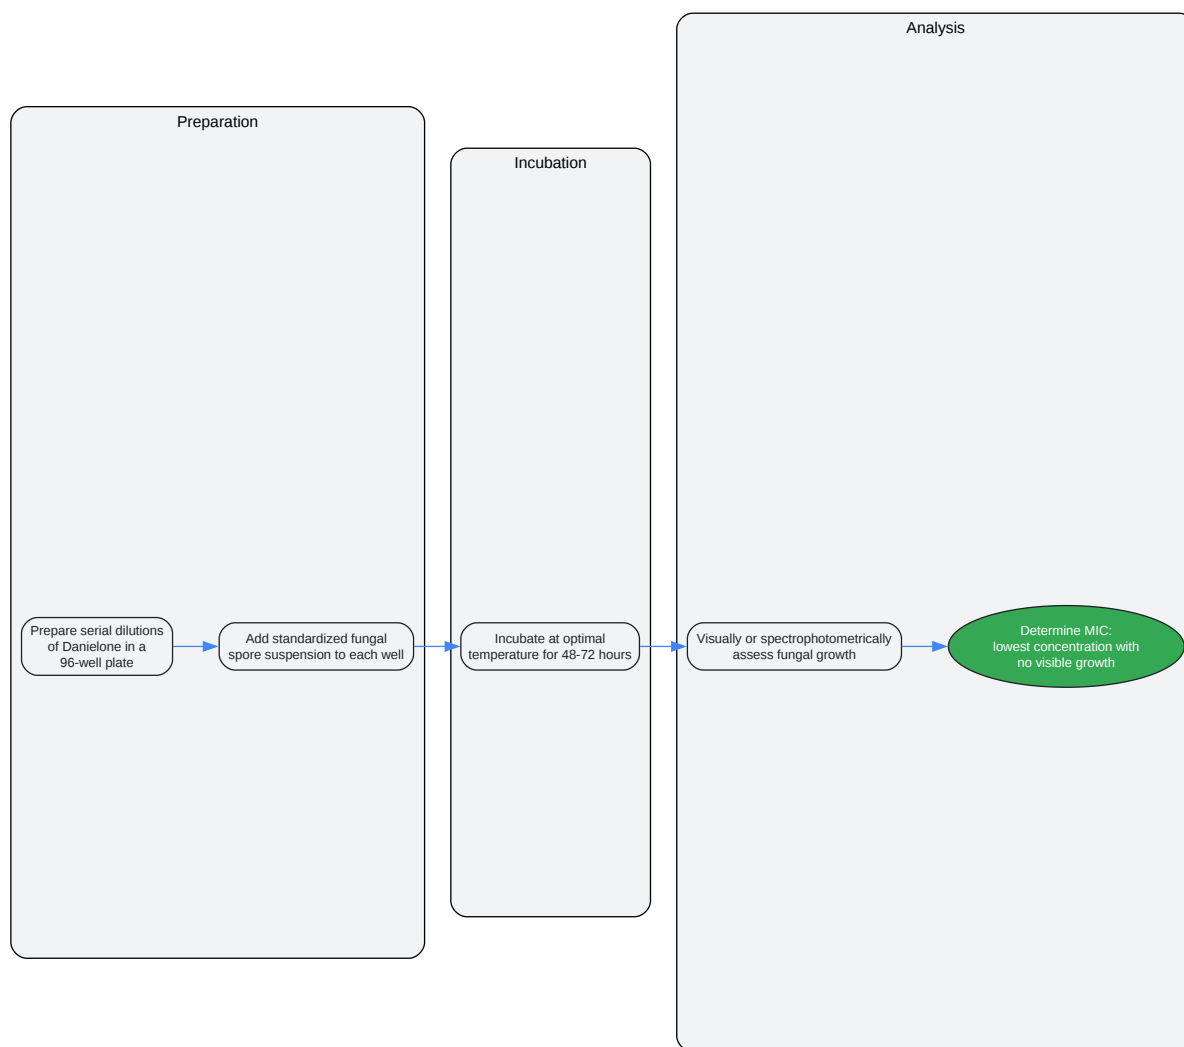 Analysis
Preparation
Incubation
Prepare serial dilutions
of Danielone in a
96-well plate
Add standardized fungal
spore suspension to each well
Incubate at optimal
temperature for 48-72 hours
Visually or spectrophotometrically
assess fungal growth
Determine MIC:
lowest concentration with
no visible growth